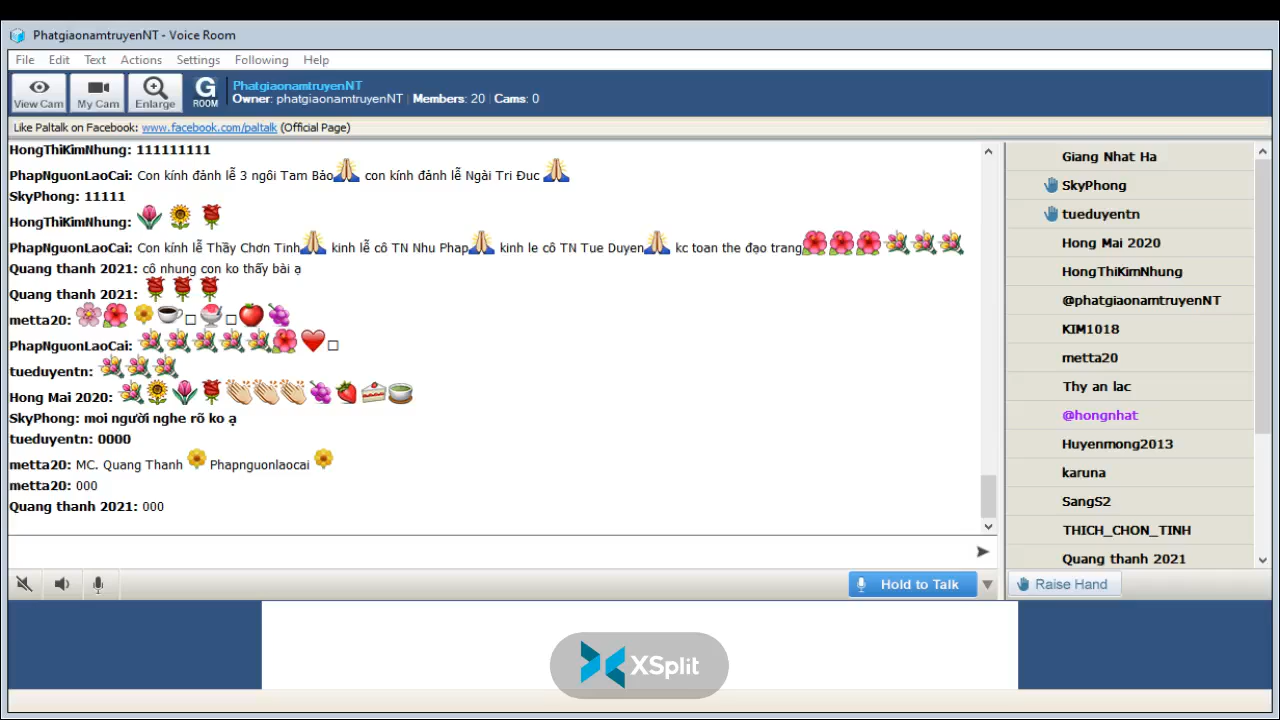 PhatgiaonamtruyenNT - Voice Room
File Edit Text Actions Settings Following Help
View Cam My Cam Enlarge G ROOM
PhatgiaonamtruyenNT
Owner: phatgiaonamtruyenNT | Members: 20 | Cams: 0
Like Paltalk on Facebook: www.facebook.com/paltalk (Official Page)
HongThiKimNhung: 111111111
PhapNguonLaoCai: Con kính đảnh lễ 3 ngôi Tam Bảo con kính đảnh lễ Ngài Tri Đuc
SkyPhong: 11111
HongThiKimNhung:
PhapNguonLaoCai: Con kính lễ Thầy Chơn Tinh kinh lễ cô TN Nhu Phap kinh le cô TN Tue Duyen kc toan the đạo trang
Quang thanh 2021: cô nhung con ko thấy bài ạ
Quang thanh 2021:
metta20:
PhapNguonLaoCai:
tueduyentn:
Hong Mai 2020:
SkyPhong: moi người nghe rõ ko ạ
tueduyentn: 0000
metta20: MC. Quang Thanh Phapnguonlaocai
metta20: 000
Quang thanh 2021: 000
Giang Nhat Ha
SkyPhong
tueduyentn
Hong Mai 2020
HongThiKimNhung
@phatgiaonamtruyenNT
KIM1018
metta20
Thy an lac
@hongnhat
Huyenmong2013
karuna
SangS2
THICH_CHON_TINH
Quang thanh 2021
Hold to Talk
Raise Hand
XSplit